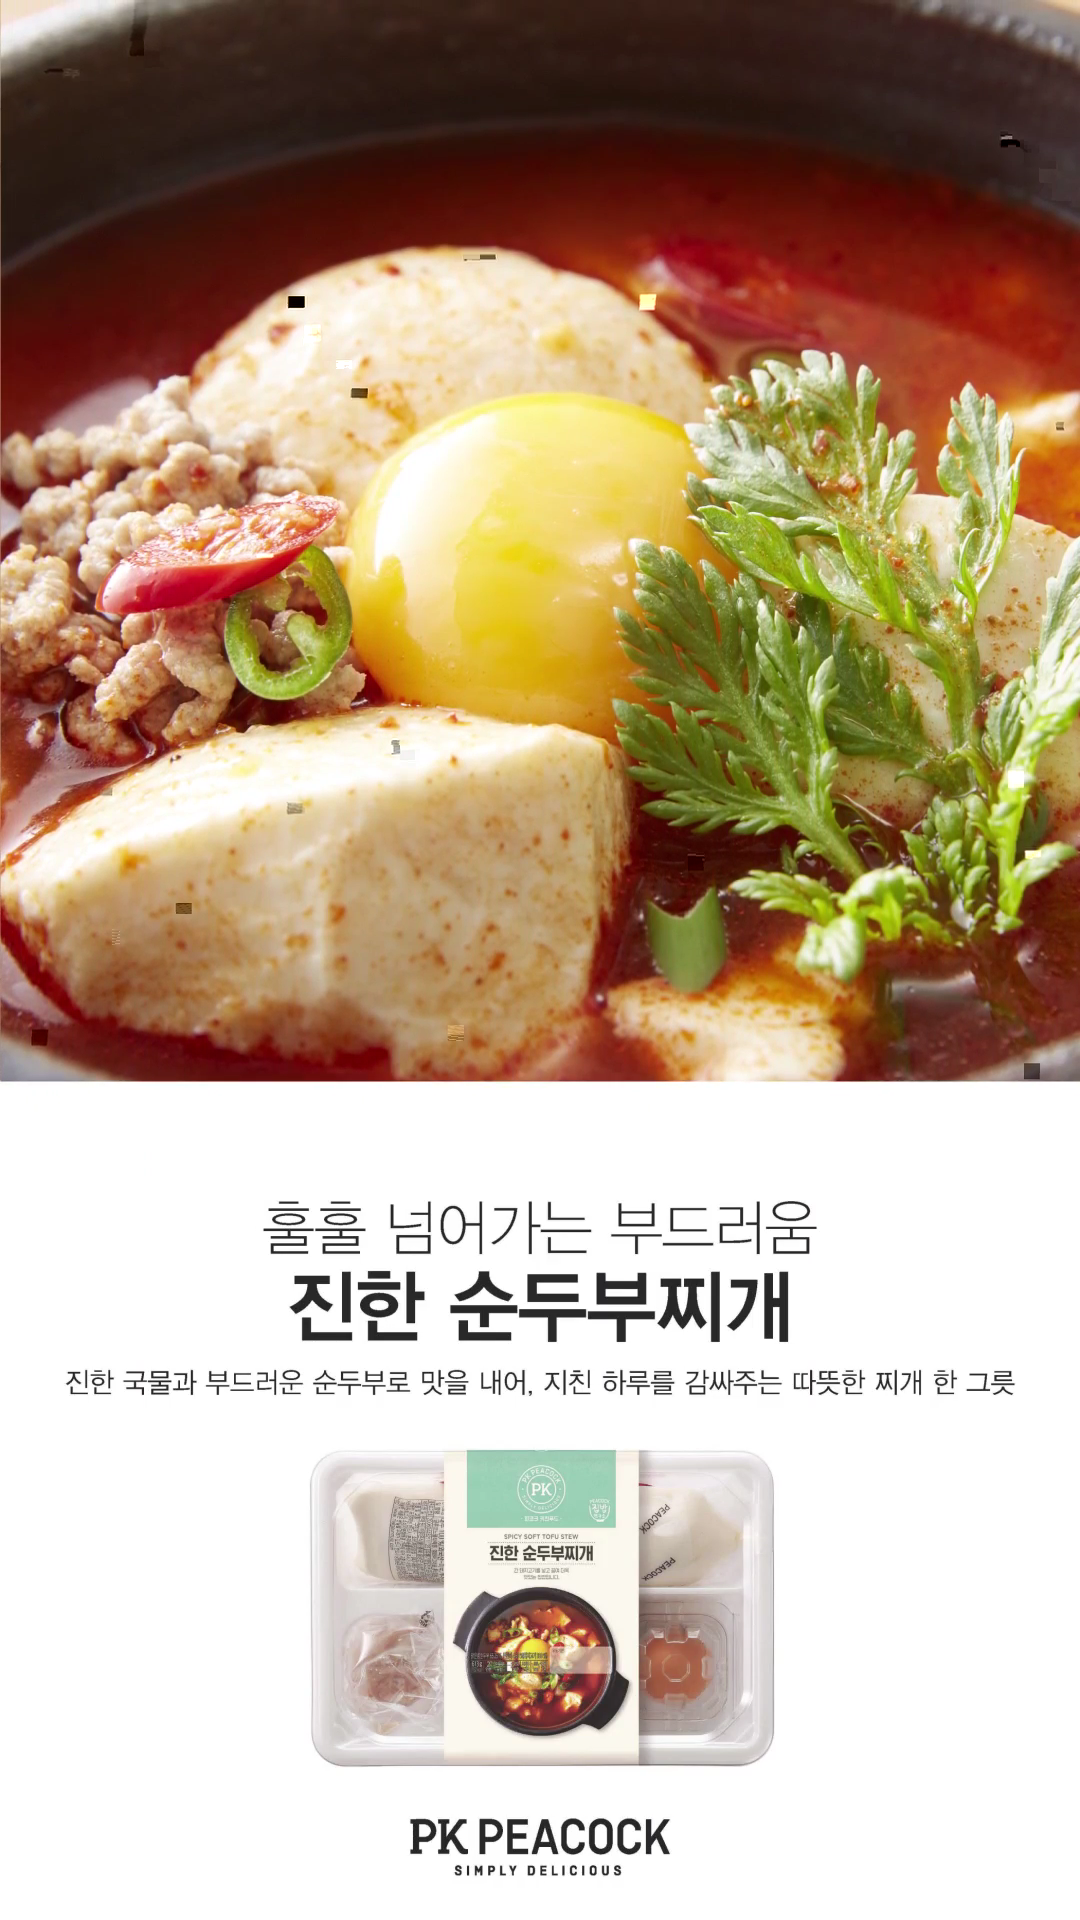 훌훌 넘어가는 부드러움
진한 순두부찌개
진한 국물과 부드러운 순두부로 맛을 내어, 지친 하루를 감싸주는 따뜻한 찌개 한 그릇
PK PEACOCK
PK
SPICY SOFT TOFU STEW
진한 순두부찌개
PEACOCK
PEACOCK
PK PEACOCK
SIMPLY DELICIOUS